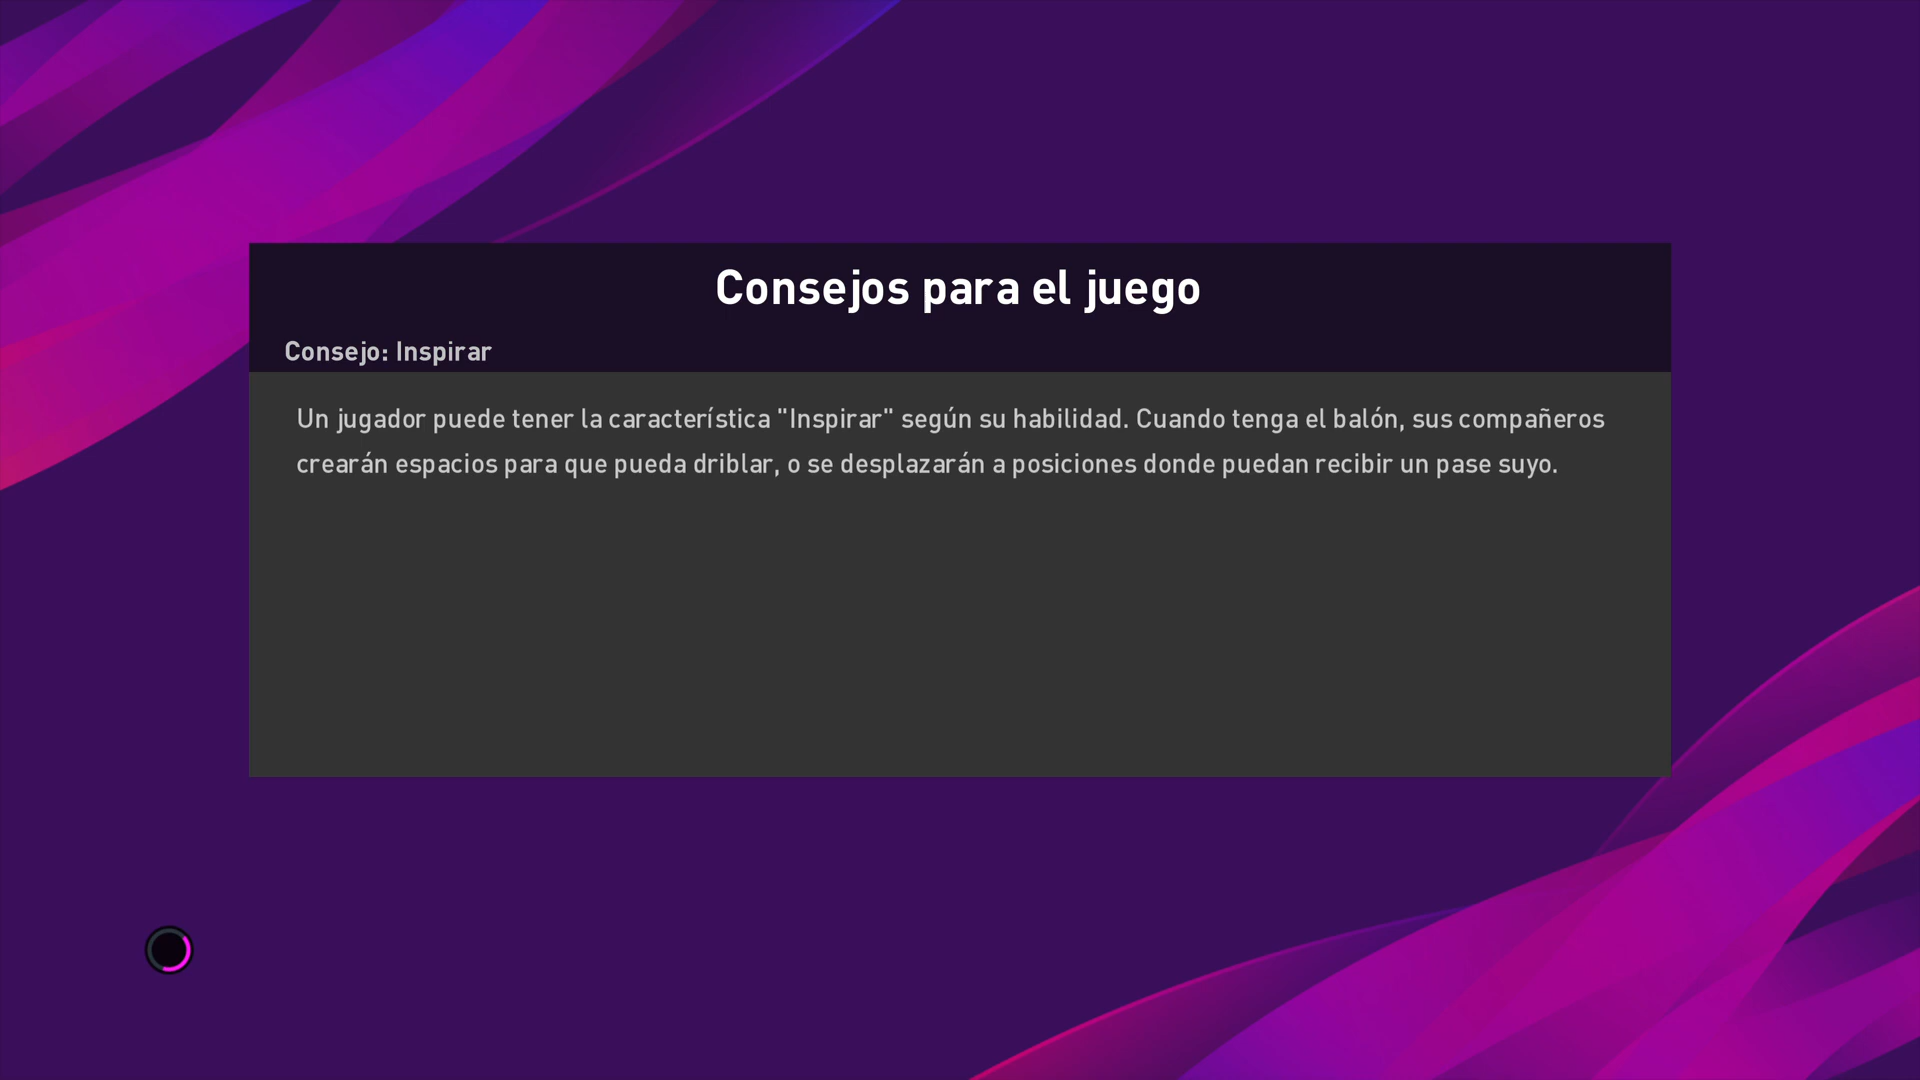 Consejos para el juego
Consejo: Inspirar
Un jugador puede tener la característica "Inspirar" según su habilidad. Cuando tenga el balón, sus compañeros
crearán espacios para que pueda driblar, o se desplazarán a posiciones donde puedan recibir un pase suyo.